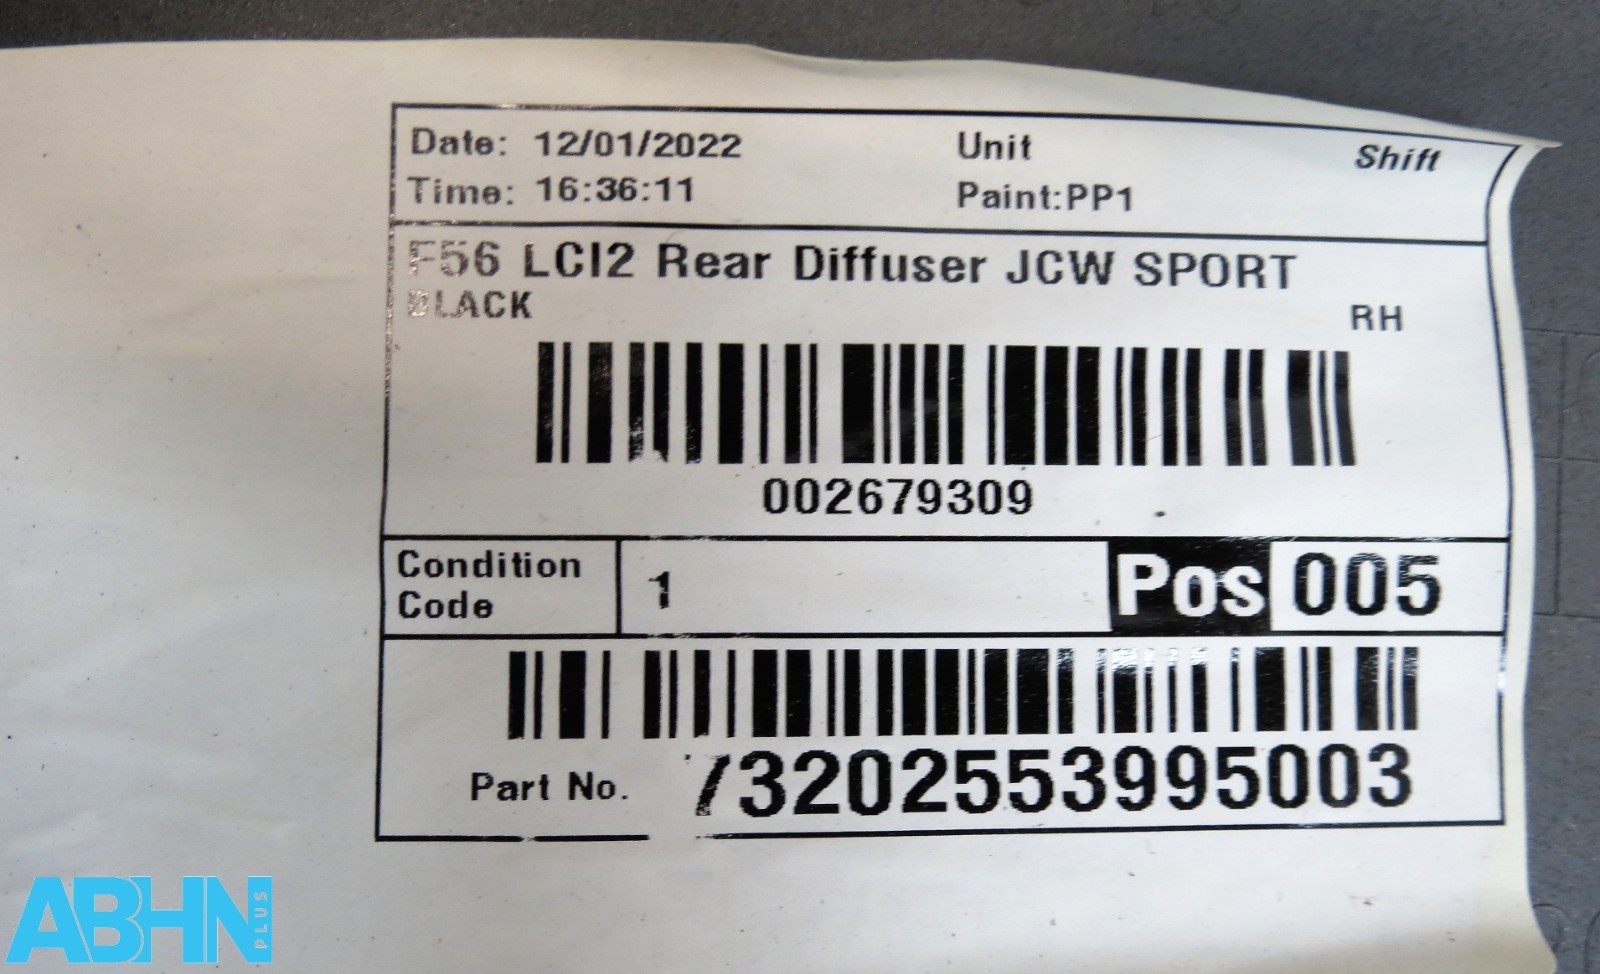 Date: 12/01/2022 Unit Shift
Time: 16:36:11 Paint:PP1
F56 LCI2 Rear Diffuser JCW SPORT
BLACK RH
002679309
Condition Code 1 Pos 005
Part No. 73202553995003
ABHN PLUS